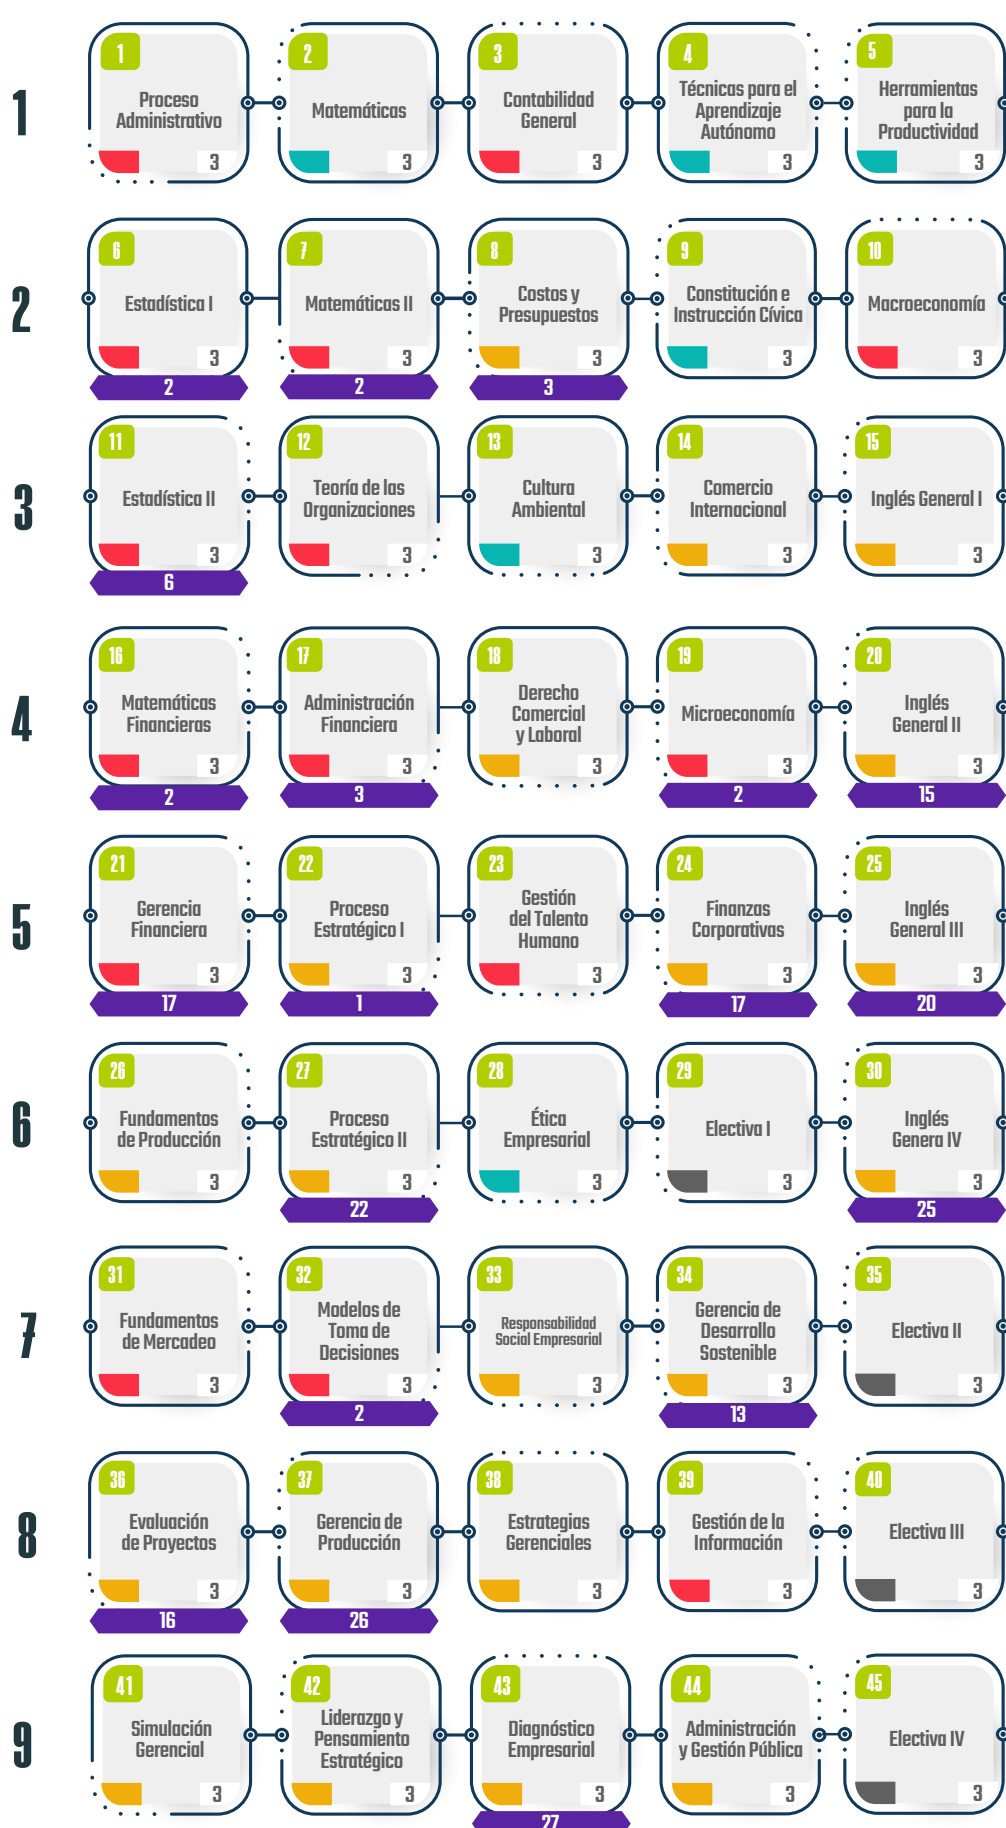 1
1
Proceso
Administrativo
3
2
Matemáticas
3
3
Contabilidad
General
3
4
Técnicas para el
Aprendizaje
Autónomo
3
5
Herramientas
para la
Productividad
3
2
6
Estadística I
3
2
7
Matemáticas II
3
2
8
Costos y
Presupuestos
3
3
9
Constitución e
Instrucción Cívica
3
10
Macroeconomía
3
3
11
Estadística II
3
6
12
Teoría de las
Organizaciones
3
13
Cultura
Ambiental
3
14
Comercio
Internacional
3
15
Inglés General I
3
4
16
Matemáticas
Financieras
3
2
17
Administración
Financiera
3
3
18
Derecho
Comercial
y Laboral
3
19
Microeconomía
3
2
20
Inglés
General II
3
15
5
21
Gerencia
Financiera
3
17
22
Proceso
Estratégico I
3
1
23
Gestión
del Talento
Humano
3
24
Finanzas
Corporativas
3
17
25
Inglés
General III
3
20
6
26
Fundamentos
de Producción
3
27
Proceso
Estratégico II
3
22
28
Ética
Empresarial
3
29
Electiva I
3
30
Inglés
Genera IV
3
25
7
31
Fundamentos
de Mercadeo
3
32
Modelos de
Toma de
Decisiones
3
2
33
Responsabilidad
Social Empresarial
3
34
Gerencia de
Desarrollo
Sostenible
3
13
35
Electiva II
3
8
36
Evaluación
de Proyectos
3
16
37
Gerencia de
Producción
3
26
38
Estrategias
Gerenciales
3
39
Gestión de la
Información
3
40
Electiva III
3
9
41
Simulación
Gerencial
3
42
Liderazgo y
Pensamiento
Estratégico
3
43
Diagnóstico
Empresarial
3
27
44
Administración
y Gestión Pública
3
45
Electiva IV
3